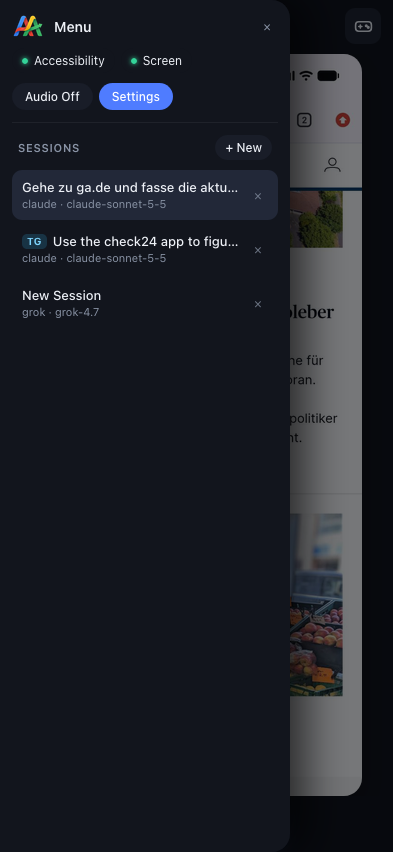 Menu
×
Accessibility
Screen
Audio Off
Settings
2
SESSIONS
+ New
Gehe zu ga.de und fasse die aktu...
×
claude · claude-sonnet-5-5
TG Use the check24 app to figu...
×
claude · claude-sonnet-5-5
New Session
×
grok · grok-4.7
leber
ne für
oran.
politiker
nt.